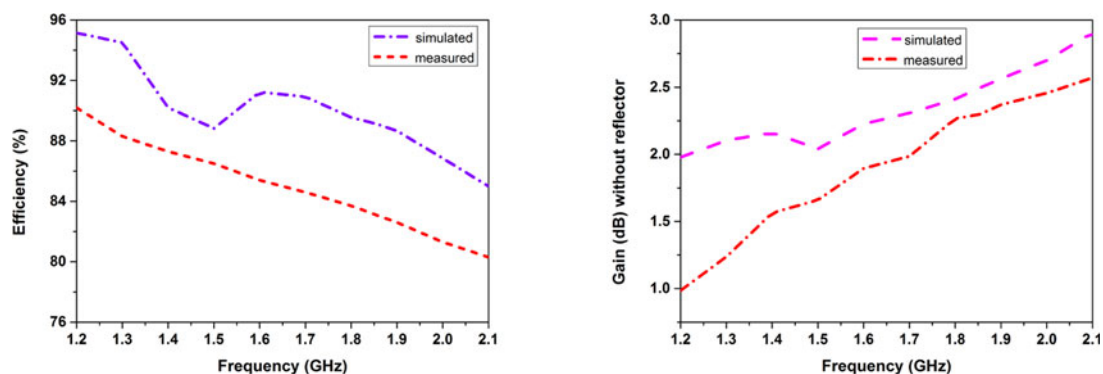 96
92
88
84
80
76
Efficiency (%)
simulated
measured
1.2 1.3 1.4 1.5 1.6 1.7 1.8 1.9 2.0 2.1
Frequency (GHz)
3.0
2.5
2.0
1.5
1.0
Gain (dB) without reflector
simulated
measured
1.2 1.3 1.4 1.5 1.6 1.7 1.8 1.9 2.0 2.1
Frequency (GHz)